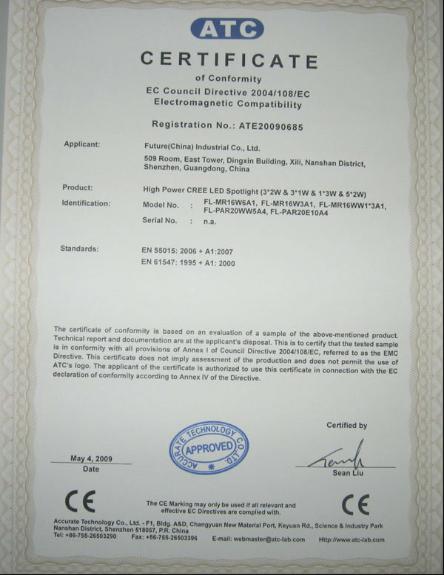 ATC
CERTIFICATE
of Conformity
EC Council Directive 2004/108/EC
Electromagnetic Compatibility
Registration No.: ATE20090685
Applicant: Future(China) Industrial Co., Ltd.
509 Room, East Tower, Dingxin Building, Xili, Nanshan District,
Shenzhen, Guangdong, China
Product: High Power CREE LED Spotlight (3*2W & 3*1W & 1*3W & 5*2W)
Identification: Model No. : FL-MR16W6A1, FL-MR16W3A1, FL-MR16WW1*3A1,
FL-PAR20WW5A4, FL-PAR20E10A4
Serial No. : n.a.
Standards: EN 55015: 2006 + A1:2007
EN 61547: 1995 + A1: 2000
The certificate of conformity is based on an evaluation of a sample of the above-mentioned product.
Technical report and documentation are at the applicant's disposal. This is to certify that the tested sample
is in conformity with all provisions of Annex I of Council Directive 2004/108/EC, referred to as the EMC
Directive. This certificate does not imply assessment of the production and does not permit the use of
ATC's logo. The applicant of the certificate is authorized to use this certificate in connection with the EC
declaration of conformity according to Annex IV of the Directive.
ACCURATE TECHNOLOGY CO. LTD
APPROVED
Certified by
May 4, 2009
Date
Sean Liu
CE
The CE Marking may only be used if all relevant and
effective EC Directives are complied with.
CE
Accurate Technology Co., Ltd. - F1, Bldg. A&D, Changyuan New Material Port, Keyuan Rd., Science & Industry Park
Nanshan District, Shenzhen 518057, P.R. China
Tel: +86-755-26503290 Fax: +86-755-26503396 E-mail: webmaster@atc-lab.com Http://www.atc-lab.com